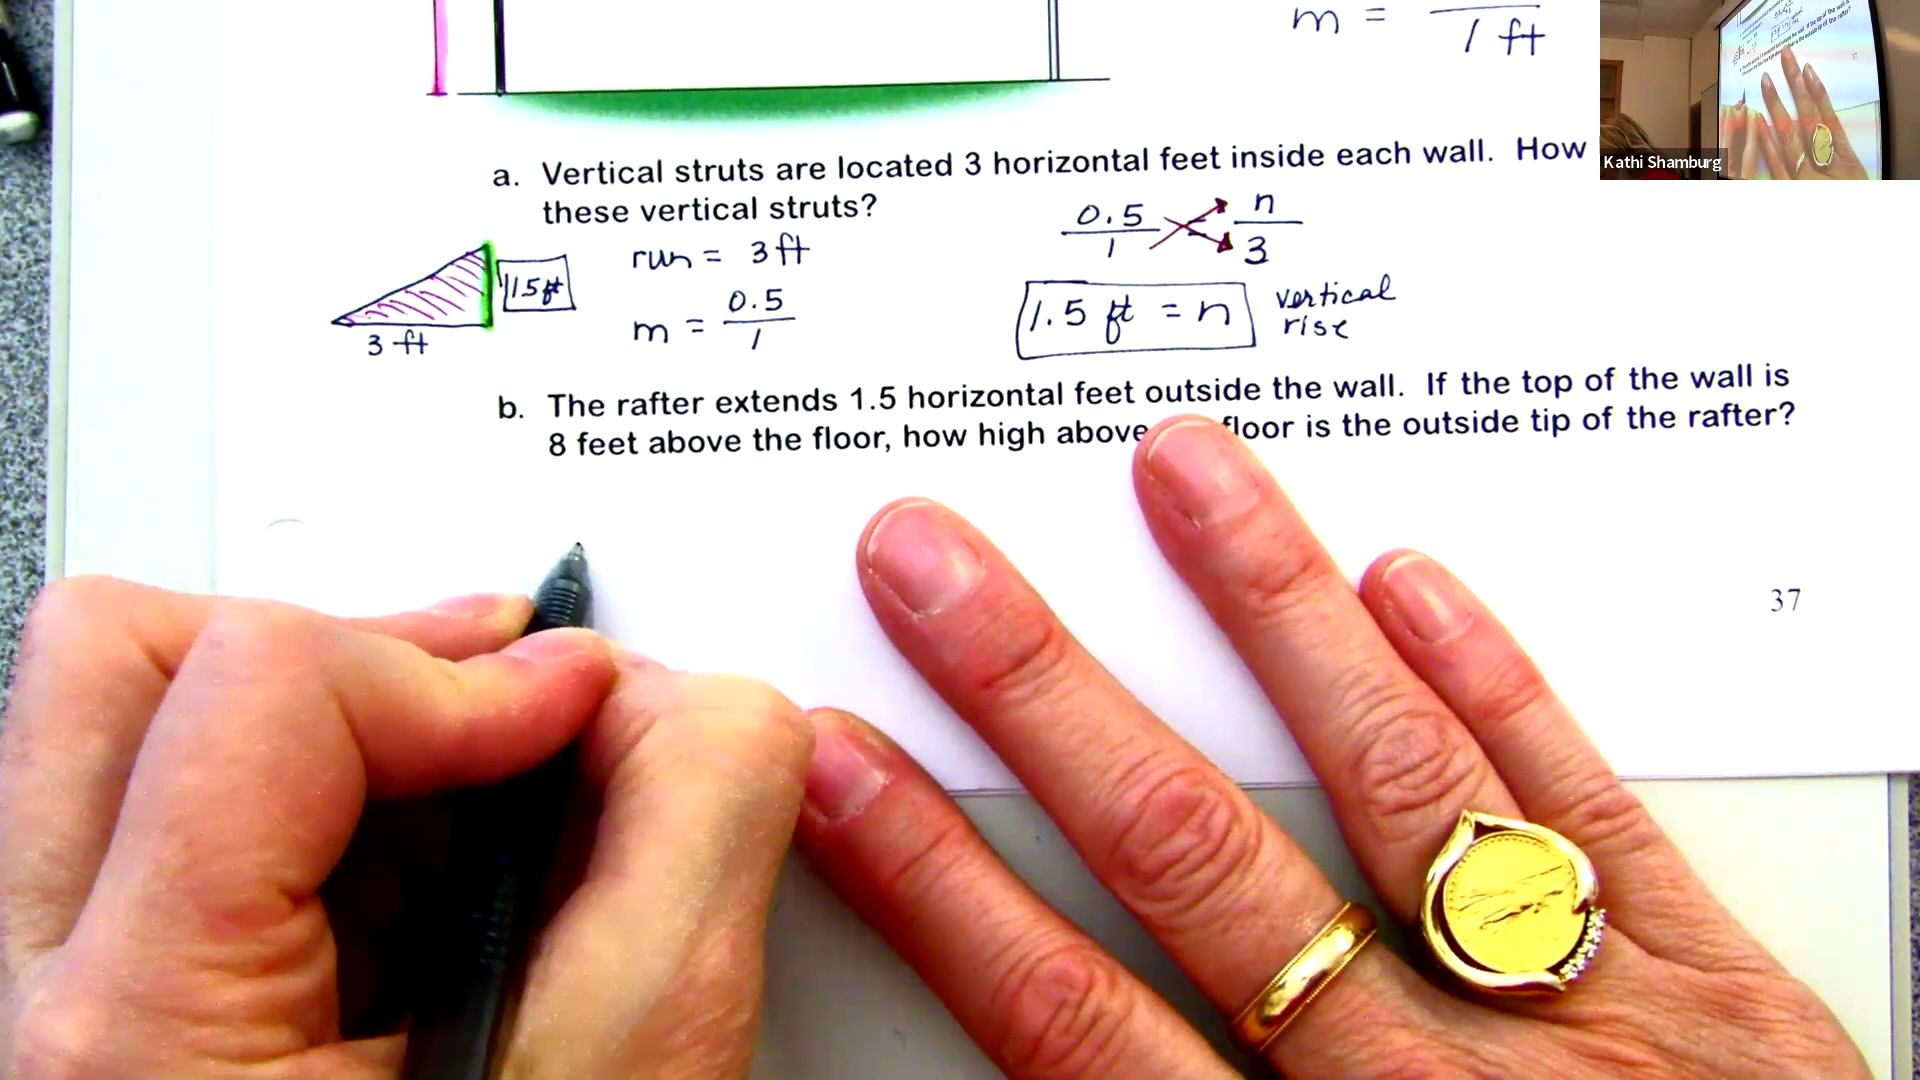 m = 1 ft
a. Vertical struts are located 3 horizontal feet inside each wall. How
these vertical struts?
run = 3 ft
m = 0.5 / 1
1.5 ft
3 ft
0.5 / 1 = n / 3
1.5 ft = n vertical
rise
b. The rafter extends 1.5 horizontal feet outside the wall. If the top of the wall is
8 feet above the floor, how high above floor is the outside tip of the rafter?
37
Kathi Shamburg